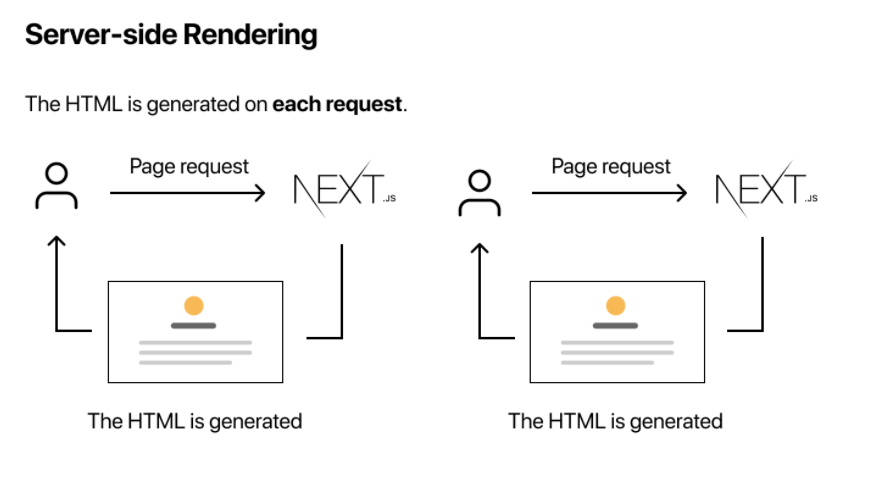 Server-side Rendering
The HTML is generated on each request.
Page request
NEXT.JS
Page request
NEXT.JS
The HTML is generated
The HTML is generated